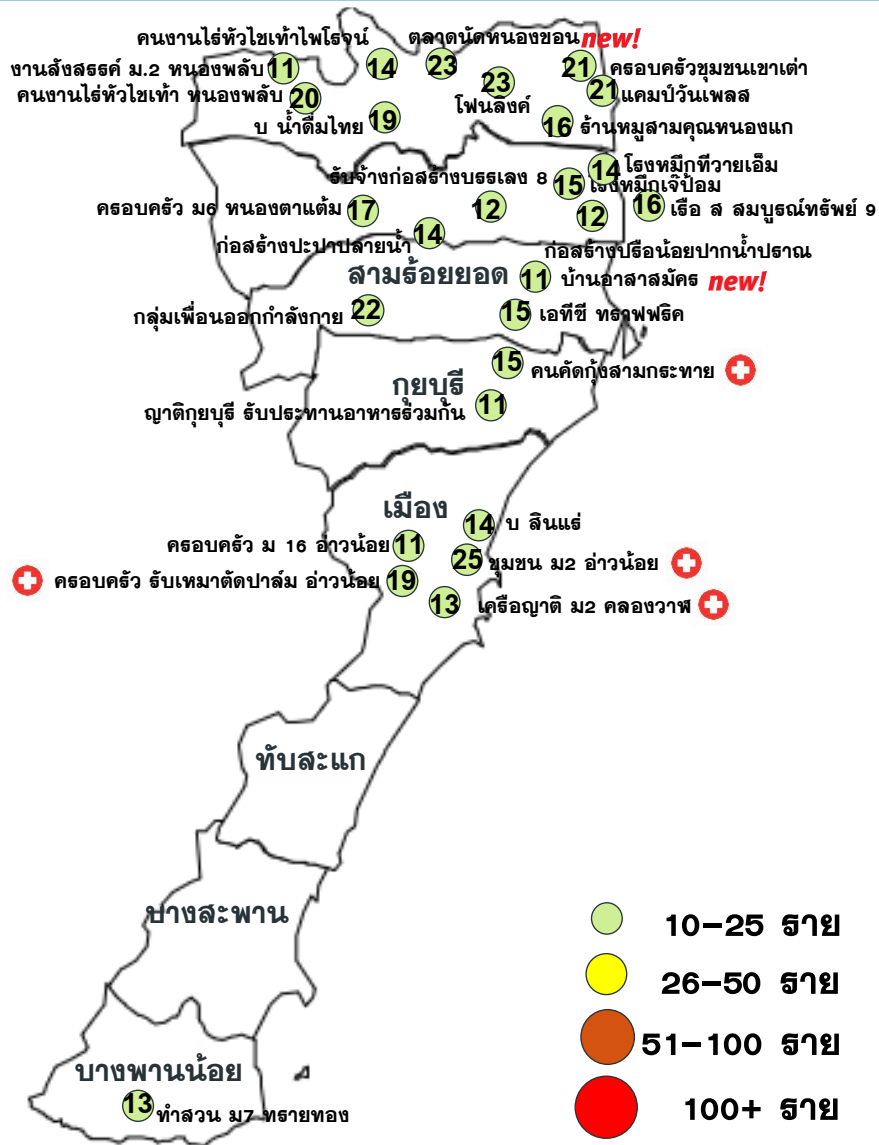 คนงานไร่หัวไชเท้าไพโรจน์
ตลาดนัดหนองขอน new!
งานสังสรรค์ ม.2 หนองพลับ 11
14
23
21 ครอบครัวชุมชนเขาเต่า
คนงานไร่หัวไชเท้า หนองพลับ 20
23
โฟนลิงค์
21 แคมป์วันเพลส
บ น้ำดื่มไทย 19
16 ร้านหมูสามคุณหนองแก
14 โรงหมึกทีวายเอ็ม
รับจ้างก่อสร้างบรรเลง 8
15 โรงหมึกเจ๊ป้อม
ครอบครัว ม6 หนองตาแต้ม 17
12
12
16 เรือ ส สมบูรณ์ทรัพย์ 9
ก่อสร้างปะปาปลายน้ำ 14
ก่อสร้างปรือน้อยปากน้ำปราณ
สามร้อยยอด
11 บ้านอาสาสมัคร new!
กลุ่มเพื่อนออกกำลังกาย 22
15 เอทีซี ทราฟฟริค
15 คนคัดกุ้งสามกระทาย
กุยบุรี
ญาติกุยบุรี รับประทานอาหารร่วมกัน 11
เมือง
14 บ สินแร่
ครอบครัว ม 16 อ่าวน้อย 11
25 ชุมชน ม2 อ่าวน้อย
ครอบครัว รับเหมาตัดปาล์ม อ่าวน้อย 19
13 เครือญาติ ม2 คลองวาฬ
ทับสะแก
บางสะพาน
10-25 ราย
26-50 ราย
51-100 ราย
100+ ราย
บางพานน้อย
13 ทำสวน ม7 ทรายทอง